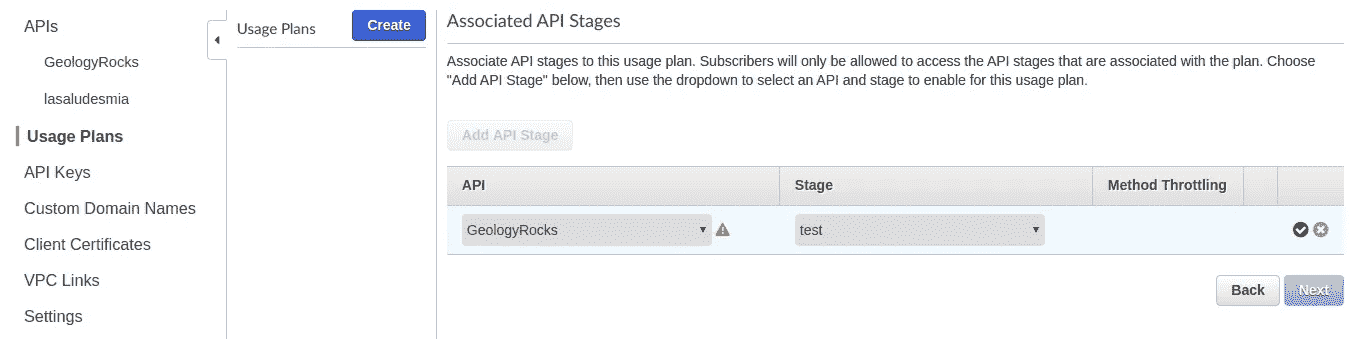 APIs
GeologyRocks
lasaludesmia
Usage Plans
API Keys
Custom Domain Names
Client Certificates
VPC Links
Settings
Usage Plans
Create
Associated API Stages
Associate API stages to this usage plan. Subscribers will only be allowed to access the API stages that are associated with the plan. Choose
"Add API Stage" below, then use the dropdown to select an API and stage to enable for this usage plan.
Add API Stage
API Stage Method Throttling
GeologyRocks test
Back Next